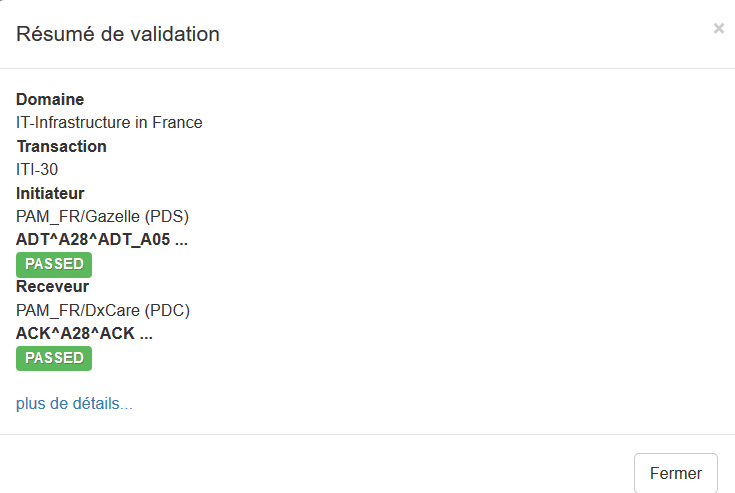 Résumé de validation
×
Domaine
IT-Infrastructure in France
Transaction
ITI-30
Initiateur
PAM_FR/Gazelle (PDS)
ADT^A28^ADT_A05 ...
PASSED
Receveur
PAM_FR/DxCare (PDC)
ACK^A28^ACK ...
PASSED
plus de détails...
Fermer